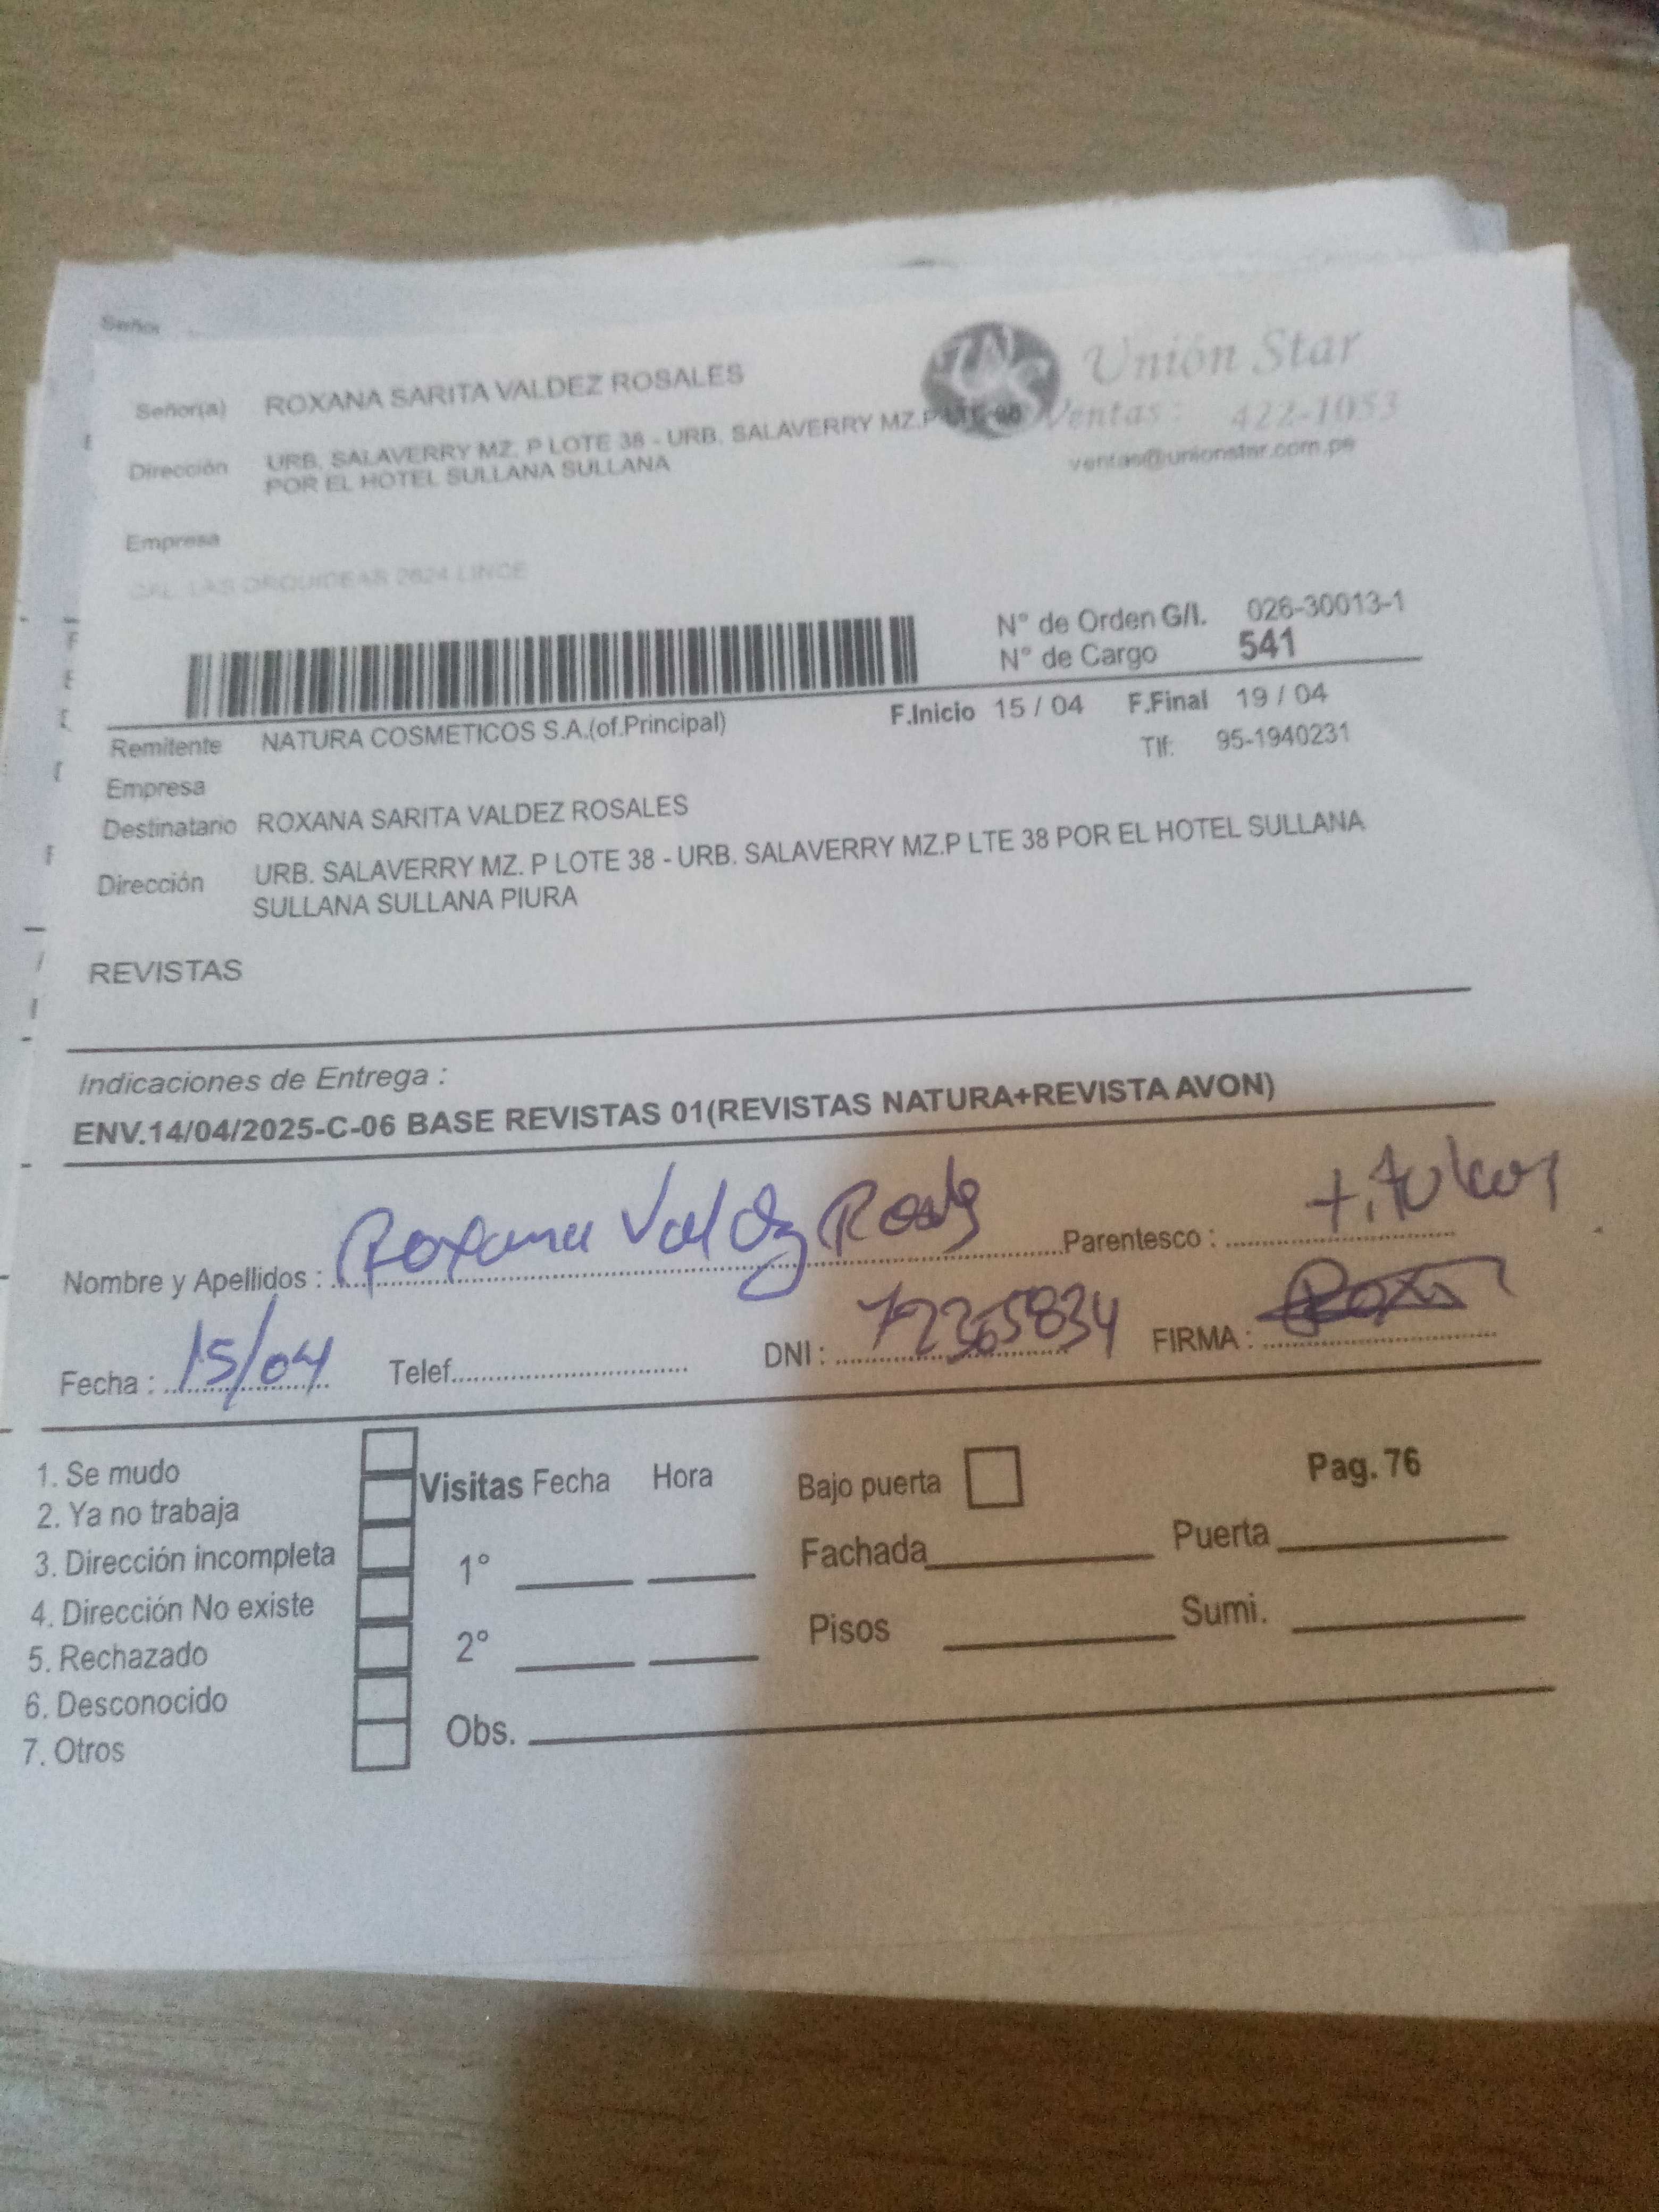 Señor
Señor(a) ROXANA SARITA VALDEZ ROSALES
Unión Star
Ventas: 422-1053
ventas@unionstar.com.pe
Dirección URB. SALAVERRY MZ. P LOTE 38 - URB. SALAVERRY MZ.P LTE 38
POR EL HOTEL SULLANA SULLANA
Empresa
CAL. LAS ORQUIDEAS 2624 LINCE
N° de Orden G/I. 026-30013-1
N° de Cargo 541
F.Inicio 15 / 04 F.Final 19 / 04
Remitente NATURA COSMETICOS S.A.(of.Principal)
Tlf: 95-1940231
Empresa
Destinatario ROXANA SARITA VALDEZ ROSALES
Dirección URB. SALAVERRY MZ. P LOTE 38 - URB. SALAVERRY MZ.P LTE 38 POR EL HOTEL SULLANA
SULLANA SULLANA PIURA
REVISTAS
Indicaciones de Entrega :
ENV.14/04/2025-C-06 BASE REVISTAS 01(REVISTAS NATURA+REVISTA AVON)
Nombre y Apellidos : Roxana Valdez Parentesco : titular
Fecha : 15/04 Telef. DNI : 72365834 FIRMA :
1. Se mudo
2. Ya no trabaja
3. Dirección incompleta
4. Dirección No existe
5. Rechazado
6. Desconocido
7. Otros
Visitas Fecha Hora
1°
2°
Obs.
Bajo puerta
Pag. 76
Fachada Puerta
Pisos Sumi.